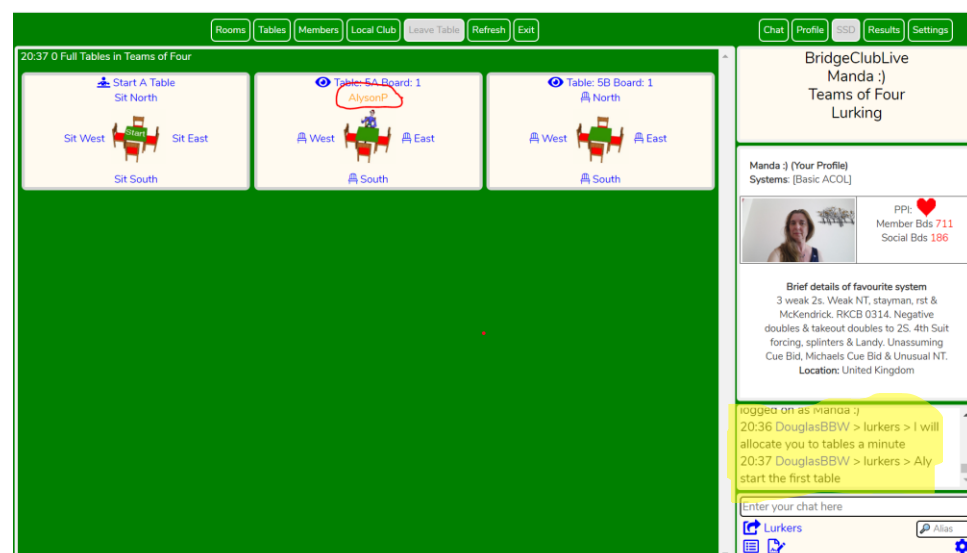 Rooms Tables Members Local Club Leave Table Refresh Exit
Chat Profile SSD Results Settings
20:37 0 Full Tables in Teams of Four
Start A Table
Sit North
Sit West Start Sit East
Sit South
Table: 5A Board: 1
AlysonP
West East
South
Table: 5B Board: 1
North
West East
South
BridgeClubLive
Manda :)
Teams of Four
Lurking
Manda :) (Your Profile)
Systems: [Basic ACOL]
PPI:
Member Bds 711
Social Bds 186
Brief details of favourite system
3 weak 2s. Weak NT, stayman, rst &
McKendrick. RKCB 0314. Negative
doubles & takeout doubles to 2S. 4th Suit
forcing, splinters & Landy. Unassuming
Cue Bid, Michaels Cue Bid & Unusual NT.
Location: United Kingdom
logged on as Manda :)
20:36 DouglasBBW > lurkers > I will
allocate you to tables a minute
20:37 DouglasBBW > lurkers > Aly
start the first table
Enter your chat here
Lurkers
Alias